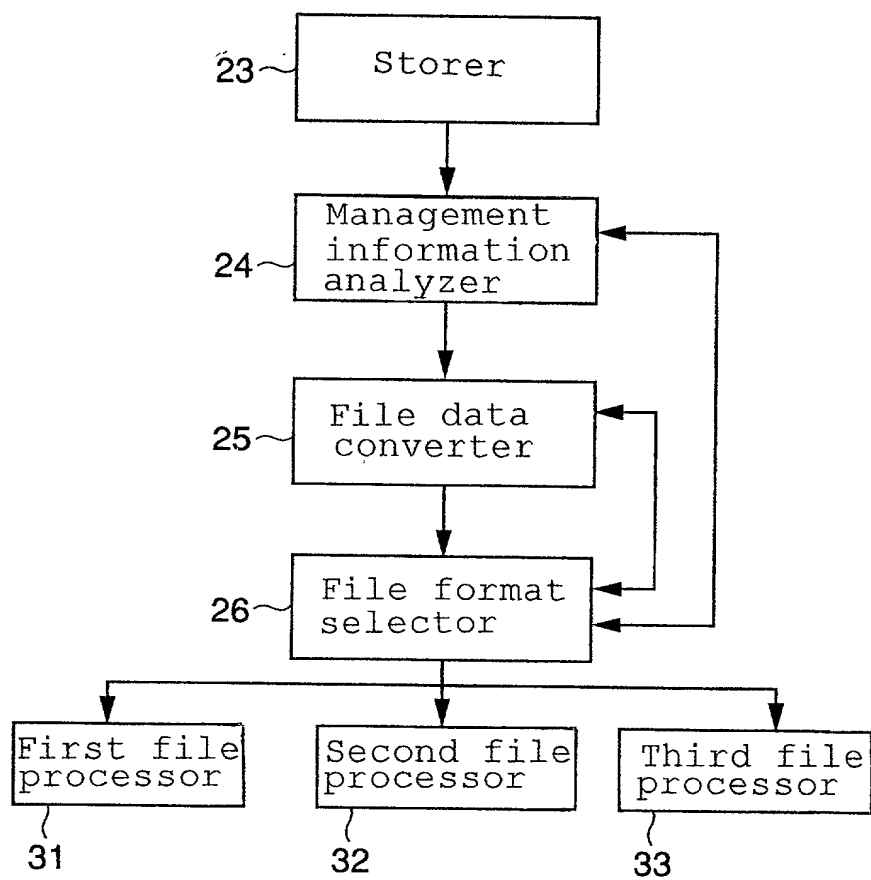 23
Storer
Management
information
analyzer
24
File data
converter
25
File format
selector
26
First file
processor
Second file
processor
Third file
processor
31
32
33